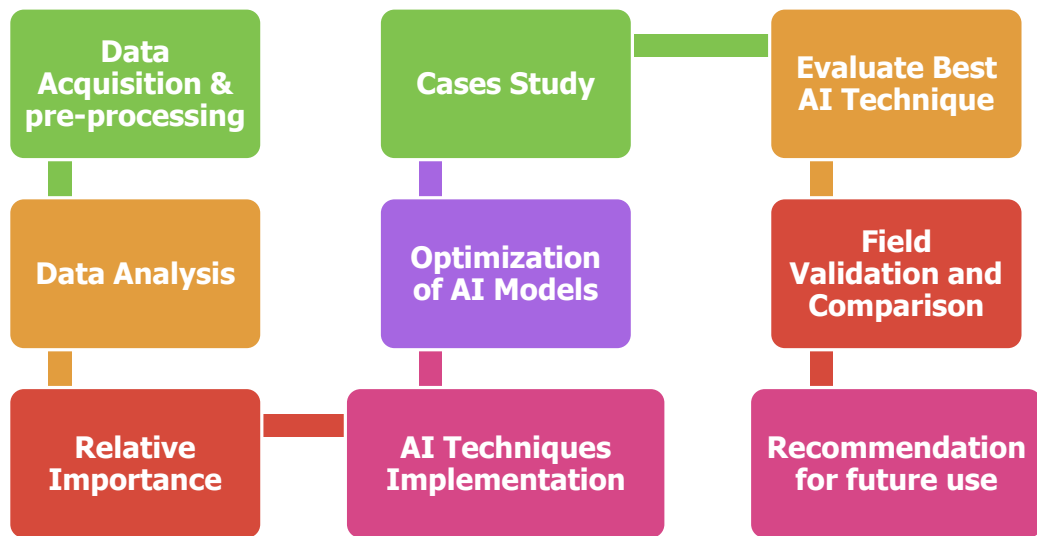 Data
Acquisition &
pre-processing
Data Analysis
Relative
Importance
AI Techniques
Implementation
Optimization
of AI Models
Cases Study
Evaluate Best
AI Technique
Field
Validation and
Comparison
Recommendation
for future use